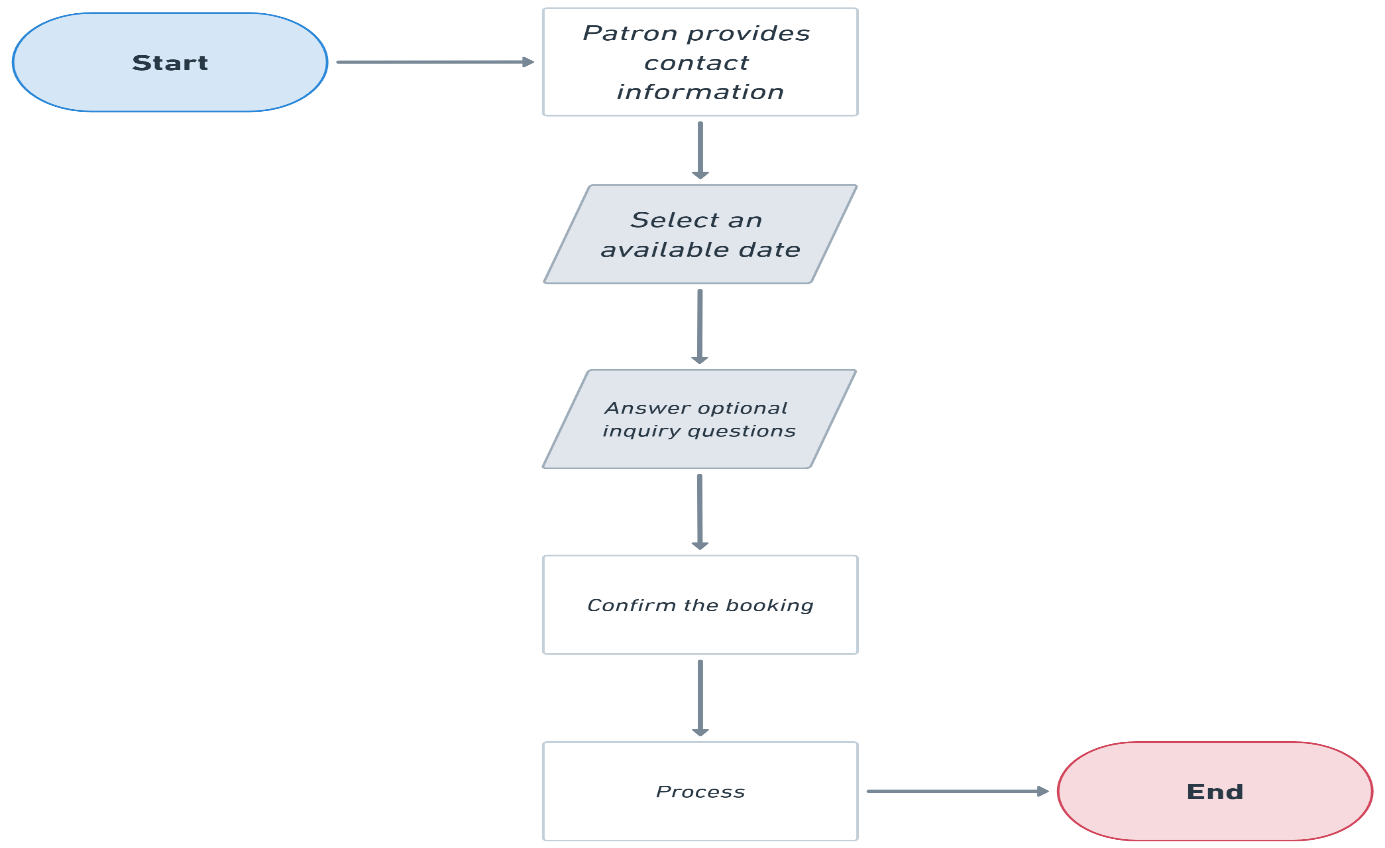 Start
Patron provides
contact
information
Select an
available date
Answer optional
inquiry questions
Confirm the booking
Process
End